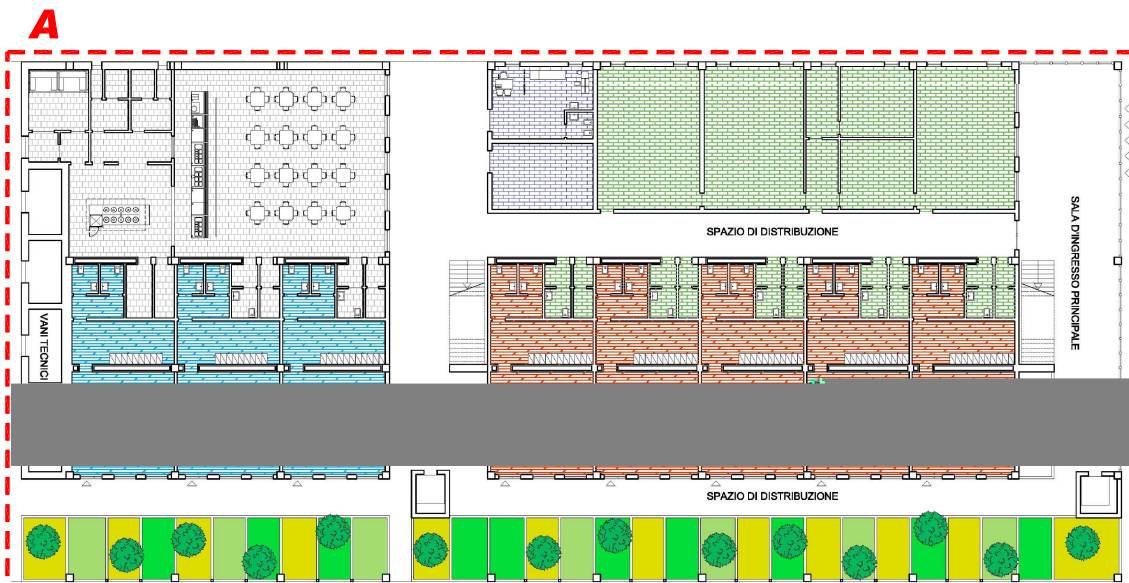 A
SPAZIO DI DISTRIBUZIONE
SALA D'INGRESSO PRINCIPALE
VANI TECNICI
SPAZIO DI DISTRIBUZIONE